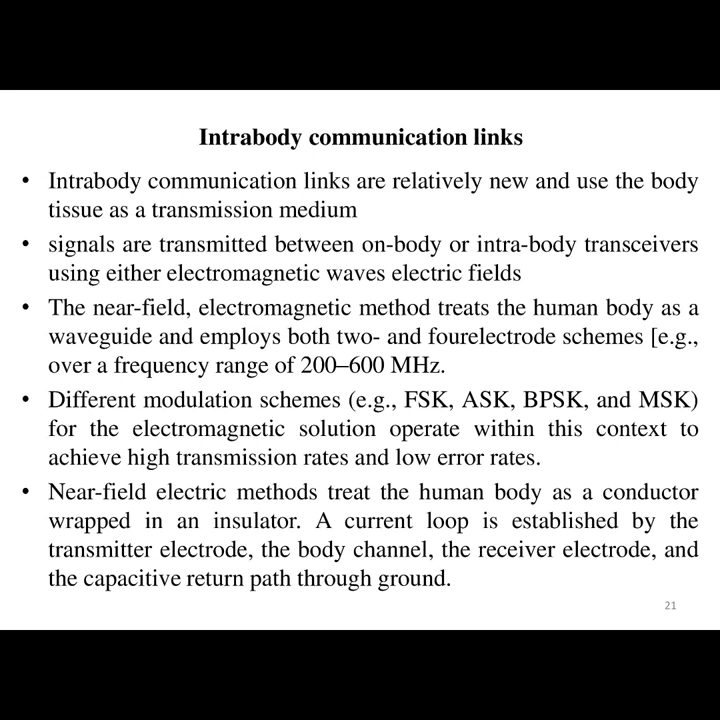 Intrabody communication links
• Intrabody communication links are relatively new and use the body
tissue as a transmission medium
• signals are transmitted between on-body or intra-body transceivers
using either electromagnetic waves electric fields
• The near-field, electromagnetic method treats the human body as a
waveguide and employs both two- and fourelectrode schemes [e.g.,
over a frequency range of 200–600 MHz.
• Different modulation schemes (e.g., FSK, ASK, BPSK, and MSK)
for the electromagnetic solution operate within this context to
achieve high transmission rates and low error rates.
• Near-field electric methods treat the human body as a conductor
wrapped in an insulator. A current loop is established by the
transmitter electrode, the body channel, the receiver electrode, and
the capacitive return path through ground.
21